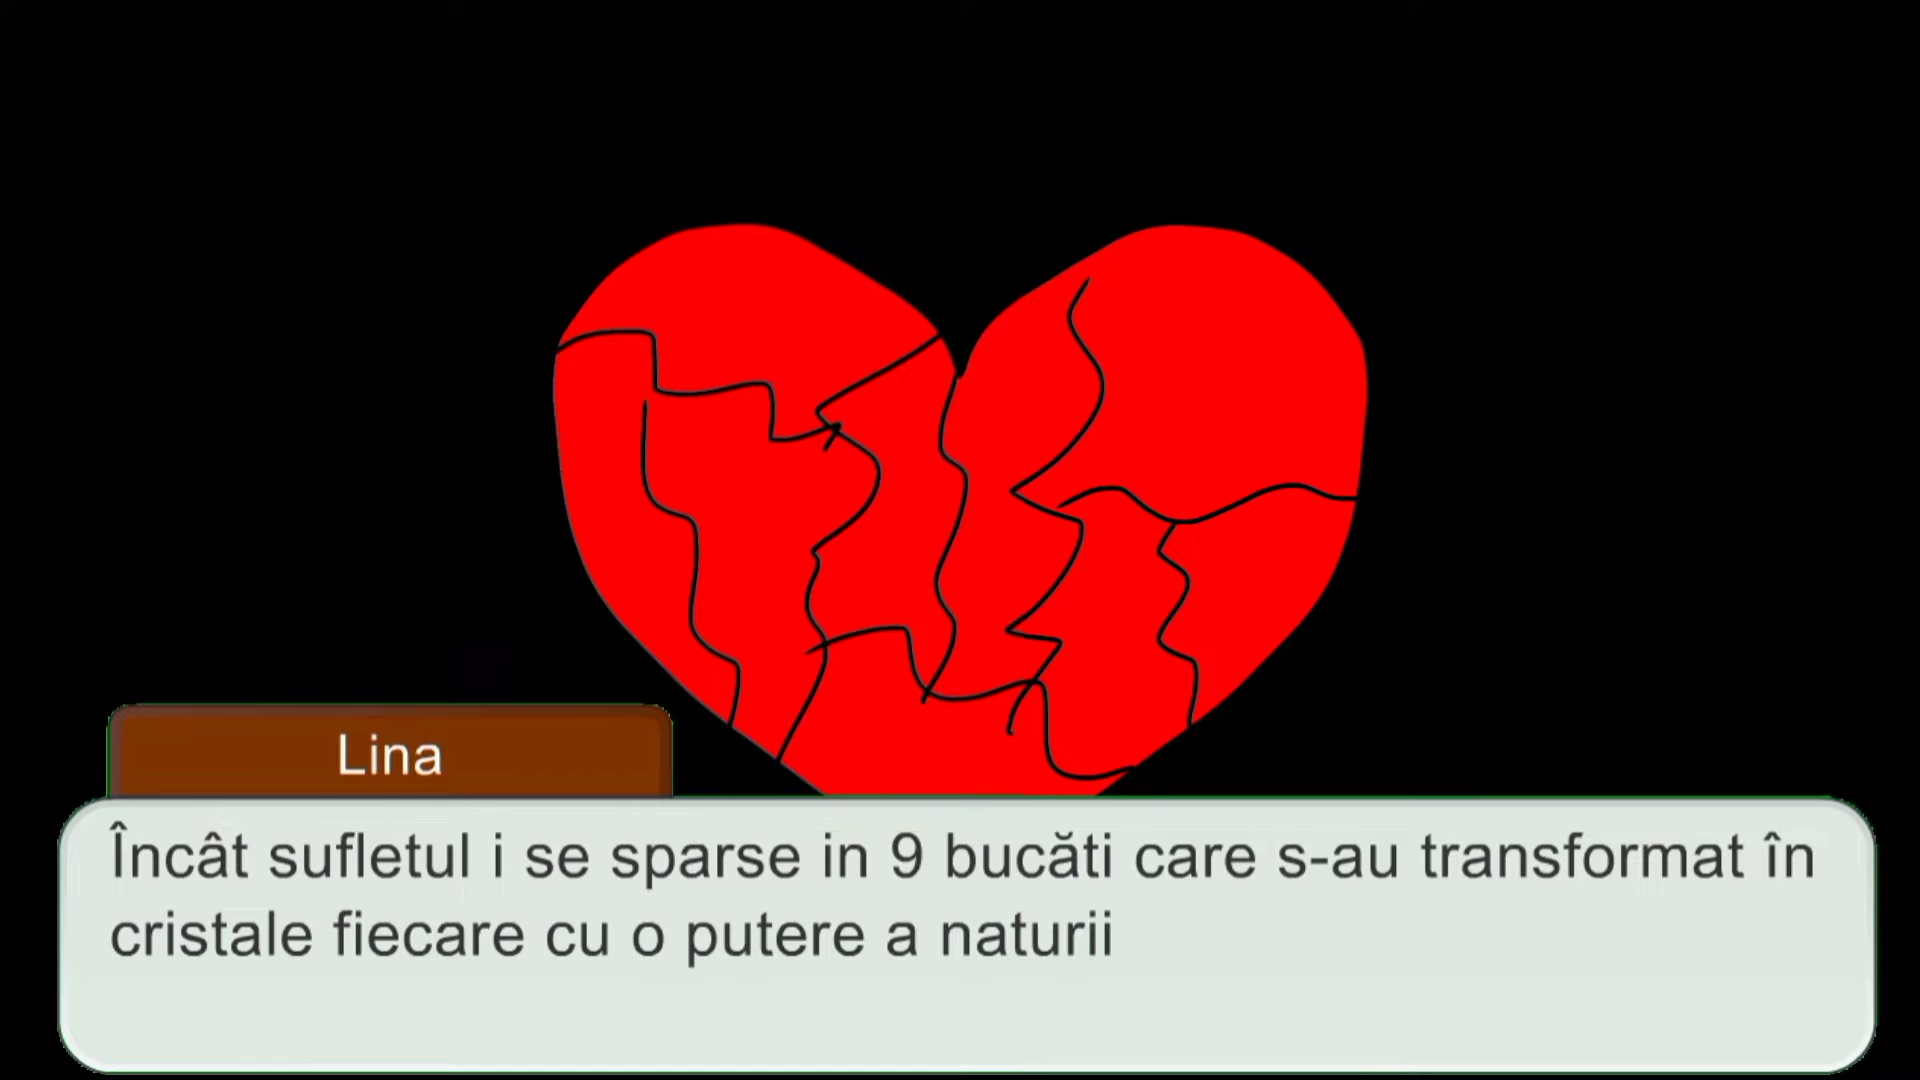 Lina
Încât sufletul i se sparse in 9 bucăti care s-au transformat în
cristale fiecare cu o putere a naturii